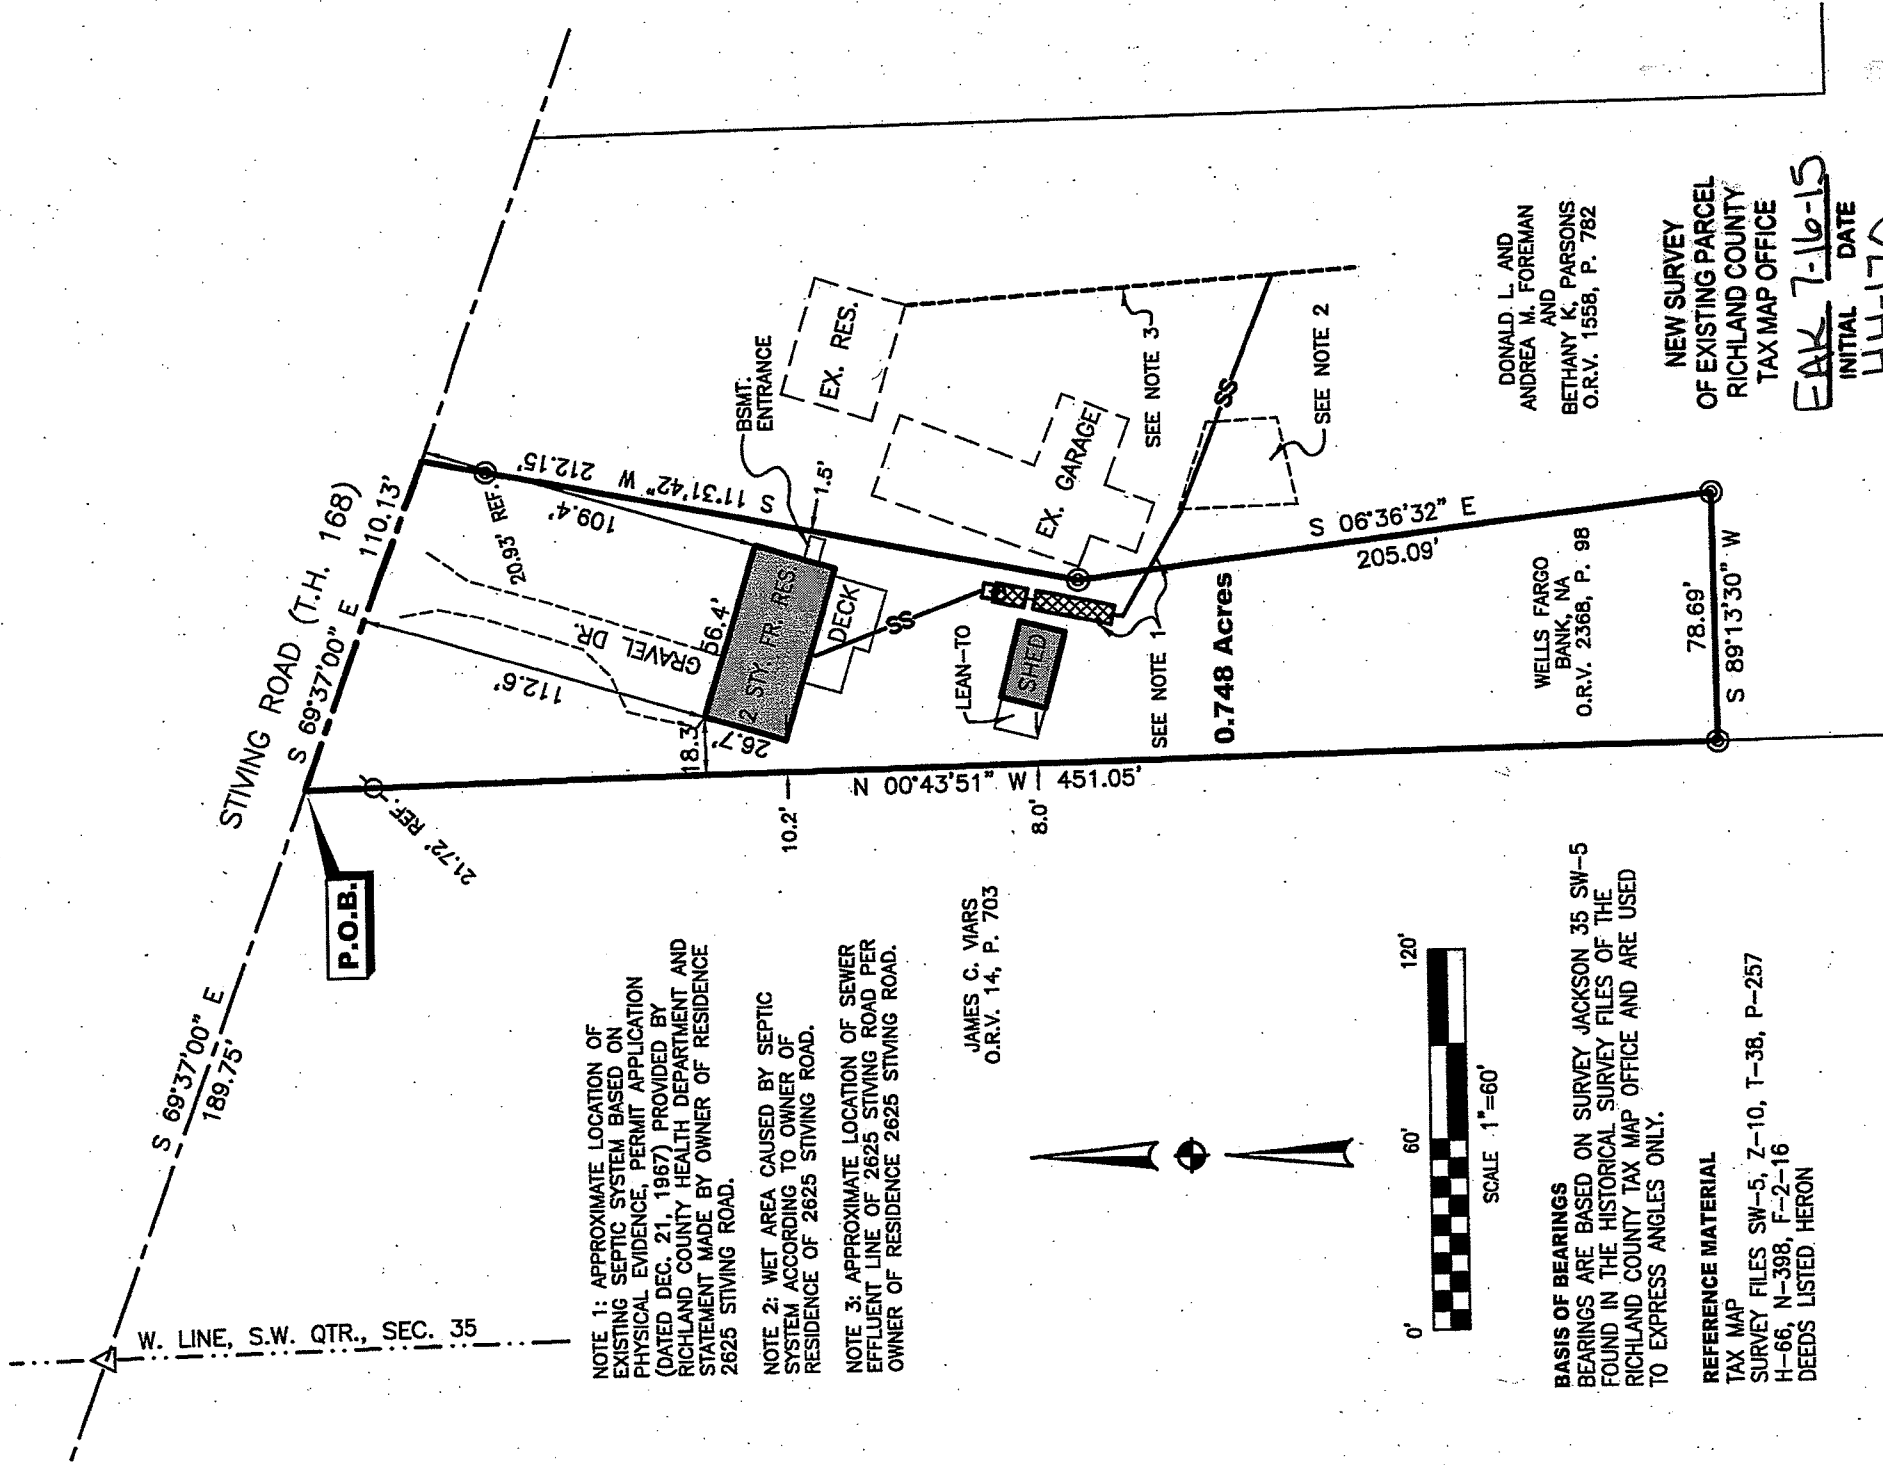 STIVING ROAD (T.H. 168)
S 69°37'00" E
110.13'
S 69°37'00" E
189.75'
P.O.B.
21.72' REF.
20.93' REF.
W. LINE, S.W. QTR., SEC. 35
S 11°31'42" W 212.15'
109.4'
112.6'
GRAVEL DR.
56.4'
18.3'
26.7'
2 STY. FR. RES.
DECK
BSMT.
ENTRANCE
1.5'
EX. RES.
EX. GARAGE
SS
SS
LEAN-TO
SHED
SEE NOTE 1
SEE NOTE 2
SEE NOTE 3
10.2'
8.0'
N 00°43'51" W 451.05'
S 06°36'32" E
205.09'
0.748 Acres
WELLS FARGO
BANK, NA
O.R.V. 2368, P. 98
78.69'
S 89°13'30" W
NOTE 1: APPROXIMATE LOCATION OF
EXISTING SEPTIC SYSTEM BASED ON
PHYSICAL EVIDENCE, PERMIT APPLICATION
(DATED DEC. 21, 1967) PROVIDED BY
RICHLAND COUNTY HEALTH DEPARTMENT AND
STATEMENT MADE BY OWNER OF RESIDENCE
2625 STIVING ROAD.
NOTE 2: WET AREA CAUSED BY SEPTIC
SYSTEM ACCORDING TO OWNER OF
RESIDENCE OF 2625 STIVING ROAD.
NOTE 3: APPROXIMATE LOCATION OF SEWER
EFFLUENT LINE OF 2625 STIVING ROAD PER
OWNER OF RESIDENCE 2625 STIVING ROAD.
JAMES C. VIARS
O.R.V. 14, P. 703
DONALD L. AND
ANDREA M. FOREMAN
AND
BETHANY K. PARSONS
O.R.V. 1558, P. 782
0' 60' 120'
SCALE 1"=60'
BASIS OF BEARINGS
BEARINGS ARE BASED ON SURVEY JACKSON 35 SW-5
FOUND IN THE HISTORICAL SURVEY FILES OF THE
RICHLAND COUNTY TAX MAP OFFICE AND ARE USED
TO EXPRESS ANGLES ONLY.
REFERENCE MATERIAL
TAX MAP
SURVEY FILES SW-5, Z-10, T-38, P-257
H-66, N-398, F-2-16
DEEDS LISTED HERON
NEW SURVEY
OF EXISTING PARCEL
RICHLAND COUNTY
TAX MAP OFFICE
EAK 7-16-15
INITIAL DATE